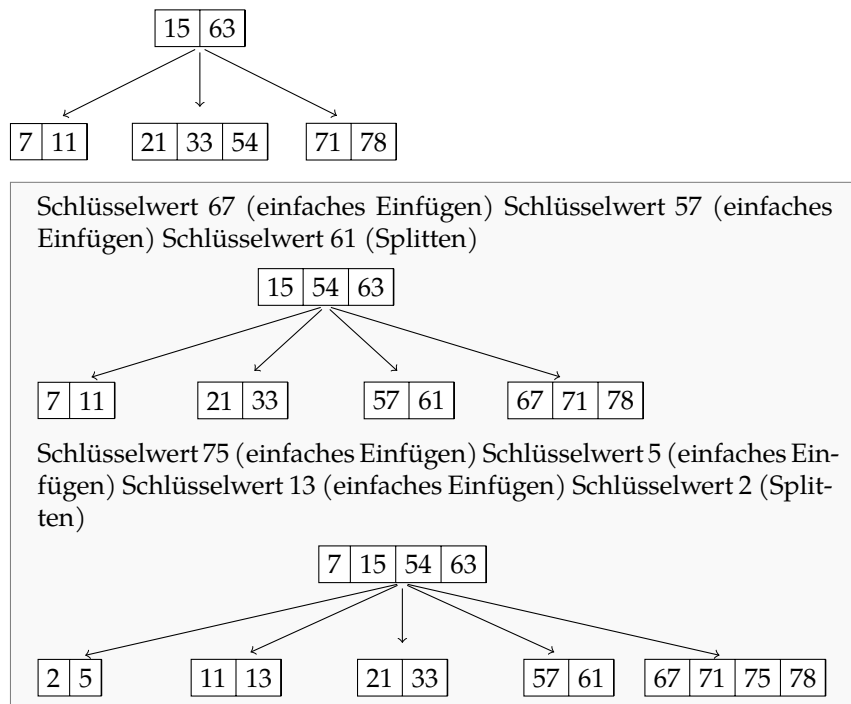 15 63
7 11 21 33 54 71 78
Schlüsselwert 67 (einfaches Einfügen) Schlüsselwert 57 (einfaches
Einfügen) Schlüsselwert 61 (Splitten)
15 54 63
7 11 21 33 57 61 67 71 78
Schlüsselwert 75 (einfaches Einfügen) Schlüsselwert 5 (einfaches Ein-
fügen) Schlüsselwert 13 (einfaches Einfügen) Schlüsselwert 2 (Split-
ten)
7 15 54 63
2 5 11 13 21 33 57 61 67 71 75 78